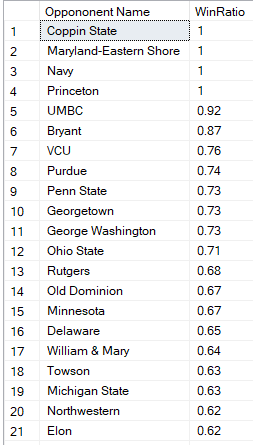 Oppononent Name WinRatio
1 Coppin State 1
2 Maryland-Eastern Shore 1
3 Navy 1
4 Princeton 1
5 UMBC 0.92
6 Bryant 0.87
7 VCU 0.76
8 Purdue 0.74
9 Penn State 0.73
10 Georgetown 0.73
11 George Washington 0.73
12 Ohio State 0.71
13 Rutgers 0.68
14 Old Dominion 0.67
15 Minnesota 0.67
16 Delaware 0.65
17 William & Mary 0.64
18 Towson 0.63
19 Michigan State 0.63
20 Northwestern 0.62
21 Elon 0.62